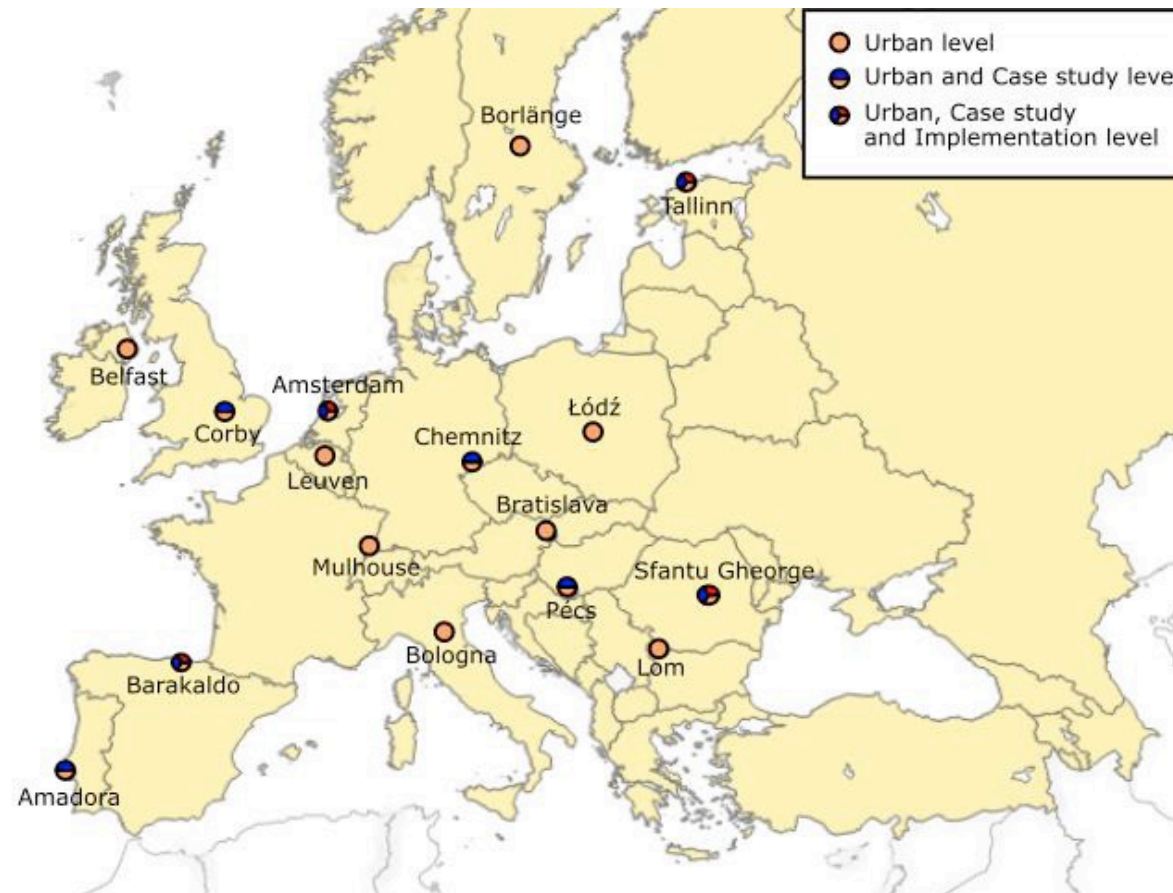 Urban level
Urban and Case study leve
Urban, Case study
and Implementation level
Borlänge
Tallinn
Belfast
Amsterdam
Corby
Łódź
Chemnitz
Leuven
Bratislava
Mulhouse
Sfantu Gheorge
Pécs
Bologna
Lom
Barakaldo
Amadora